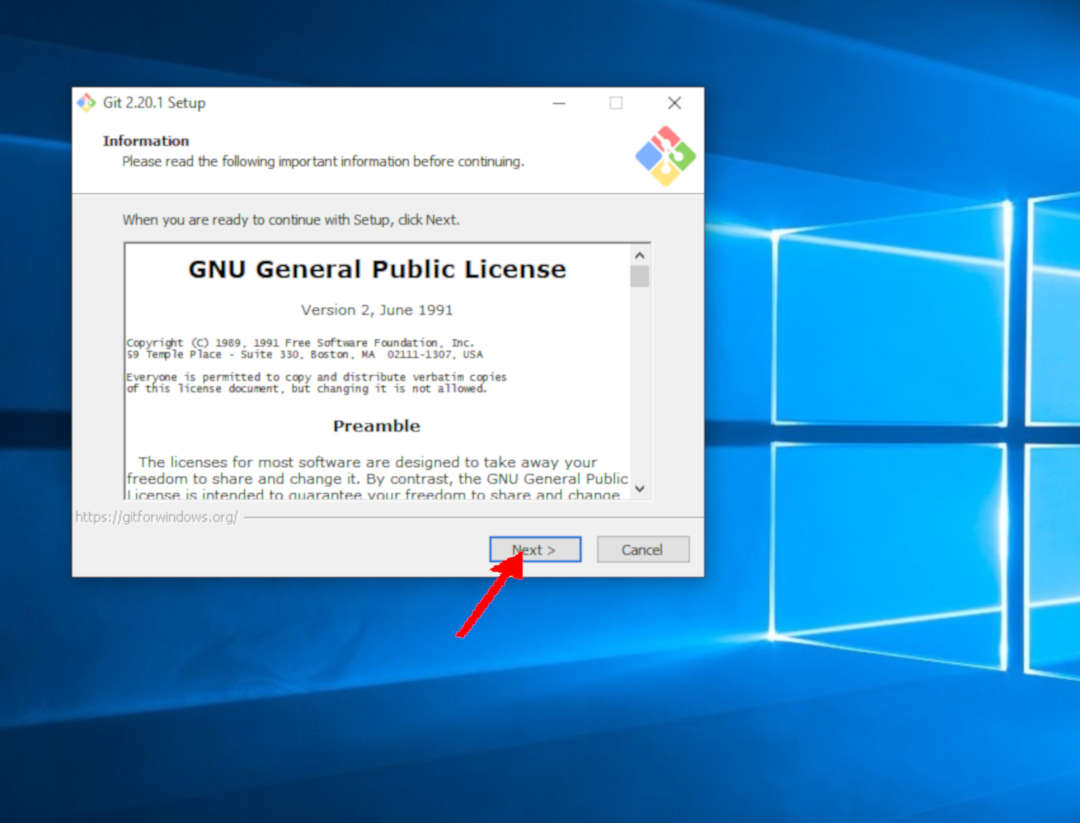 Git 2.20.1 Setup
Information
Please read the following important information before continuing.
When you are ready to continue with Setup, click Next.
GNU General Public License
Version 2, June 1991
Copyright (C) 1989, 1991 Free Software Foundation, Inc.
59 Temple Place - Suite 330, Boston, MA  02111-1307, USA
Everyone is permitted to copy and distribute verbatim copies
of this license document, but changing it is not allowed.
Preamble
The licenses for most software are designed to take away your
freedom to share and change it. By contrast, the GNU General Public
License is intended to guarantee your freedom to share and change
https://gitforwindows.org/
Next >
Cancel